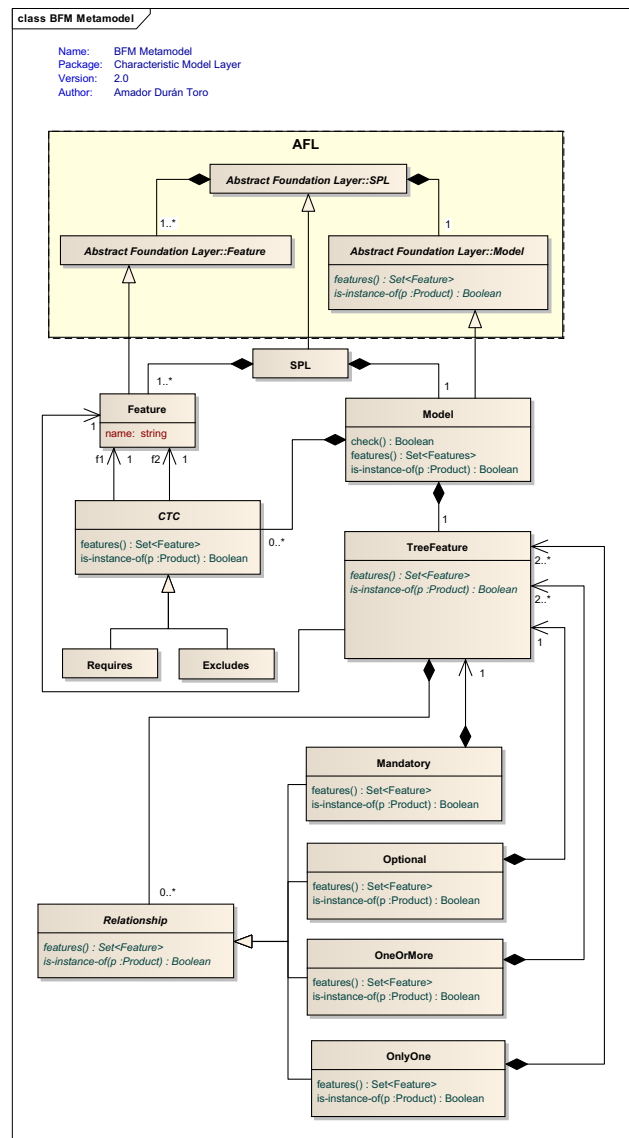 class BFM Metamodel
Name: BFM Metamodel
Package: Characteristic Model Layer
Version: 2.0
Author: Amador Durán Toro
AFL
Abstract Foundation Layer::SPL
1..*
1
Abstract Foundation Layer::Feature
Abstract Foundation Layer::Model
features() : Set<Feature>
is-instance-of(p :Product) : Boolean
SPL
1..*
1
Feature
name: string
1
f1
1
f2
1
Model
check() : Boolean
features() : Set<Features>
is-instance-of(p :Product) : Boolean
CTC
features() : Set<Feature>
is-instance-of(p :Product) : Boolean
0..*
1
TreeFeature
features() : Set<Feature>
is-instance-of(p :Product) : Boolean
2..*
2..*
1
1
Requires
Excludes
Mandatory
features() : Set<Feature>
is-instance-of(p :Product) : Boolean
Optional
features() : Set<Feature>
is-instance-of(p :Product) : Boolean
0..*
Relationship
features() : Set<Feature>
is-instance-of(p :Product) : Boolean
OneOrMore
features() : Set<Feature>
is-instance-of(p :Product) : Boolean
OnlyOne
features() : Set<Feature>
is-instance-of(p :Product) : Boolean